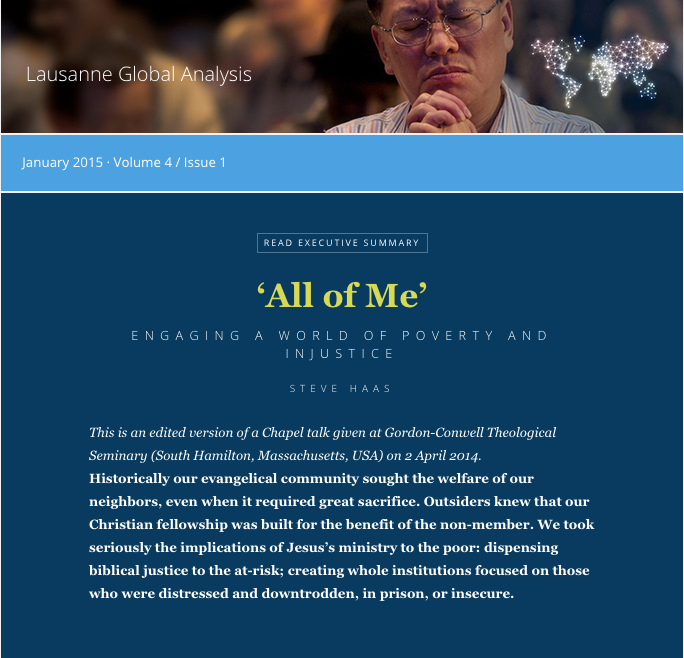 Lausanne Global Analysis
January 2015 · Volume 4 / Issue 1
READ EXECUTIVE SUMMARY
‘All of Me’
ENGAGING A WORLD OF POVERTY AND
INJUSTICE
STEVE HAAS
This is an edited version of a Chapel talk given at Gordon-Conwell Theological
Seminary (South Hamilton, Massachusetts, USA) on 2 April 2014.
Historically our evangelical community sought the welfare of our
neighbors, even when it required great sacrifice. Outsiders knew that our
Christian fellowship was built for the benefit of the non-member. We took
seriously the implications of Jesus’s ministry to the poor: dispensing
biblical justice to the at-risk; creating whole institutions focused on those
who were distressed and downtrodden, in prison, or insecure.